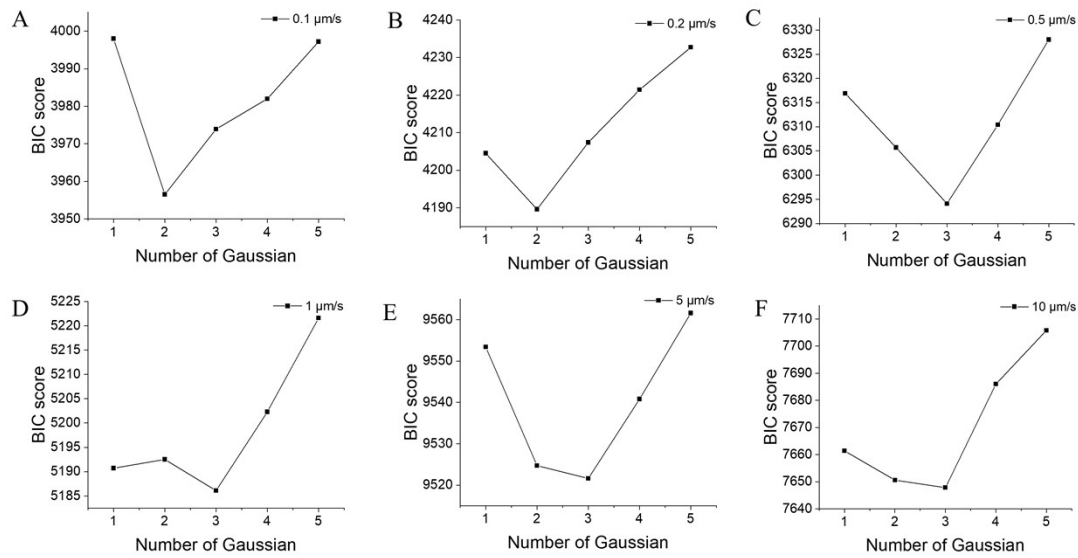 A
0.1 μm/s
4000
3990
3980
3970
3960
3950
BIC score
1 2 3 4 5
Number of Gaussian
B
0.2 μm/s
4240
4230
4220
4210
4200
4190
BIC score
1 2 3 4 5
Number of Gaussian
C
0.5 μm/s
6330
6325
6320
6315
6310
6305
6300
6295
6290
BIC score
1 2 3 4 5
Number of Gaussian
D
1 μm/s
5225
5220
5215
5210
5205
5200
5195
5190
5185
BIC score
1 2 3 4 5
Number of Gaussian
E
5 μm/s
9560
9550
9540
9530
9520
BIC score
1 2 3 4 5
Number of Gaussian
F
10 μm/s
7710
7700
7690
7680
7670
7660
7650
7640
BIC score
1 2 3 4 5
Number of Gaussian